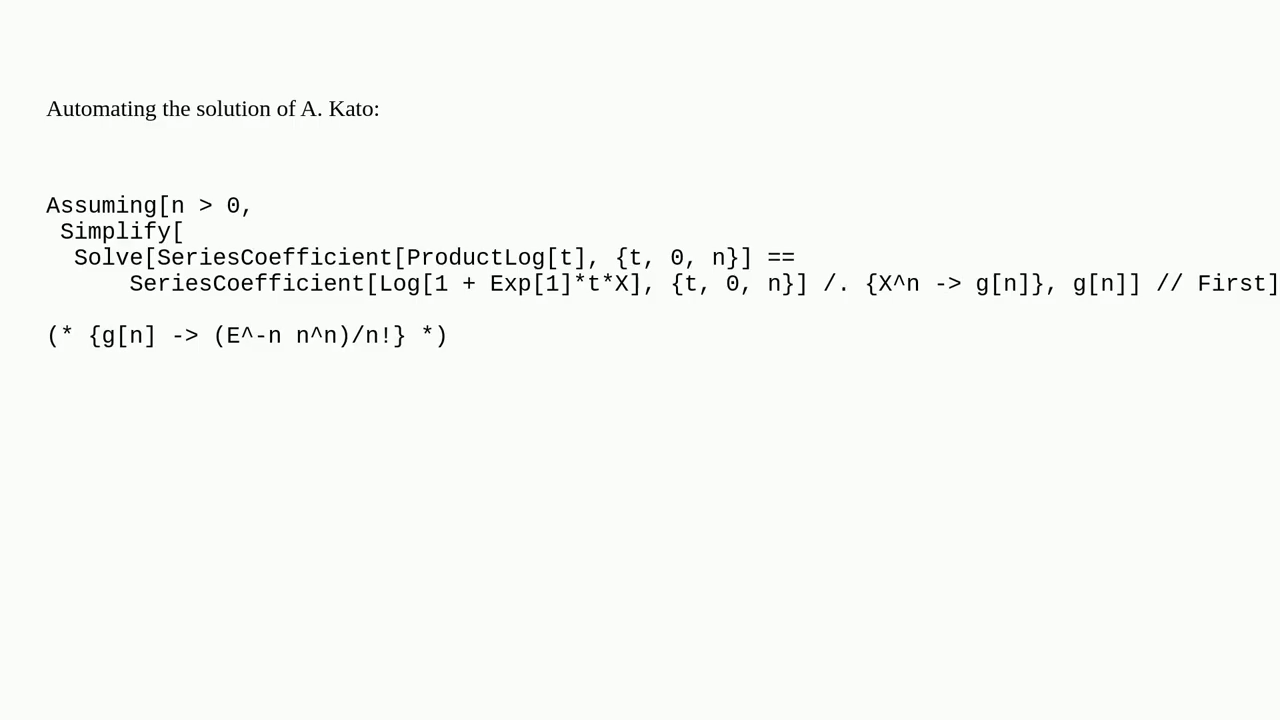 Automating the solution of A. Kato:
Assuming[n > 0,
Simplify[
Solve[SeriesCoefficient[ProductLog[t], {t, 0, n}] ==
SeriesCoefficient[Log[1 + Exp[1]*t*X], {t, 0, n}] /. {X^n -> g[n]}, g[n]] // First]
(* {g[n] -> (E^-n n^n)/n!} *)